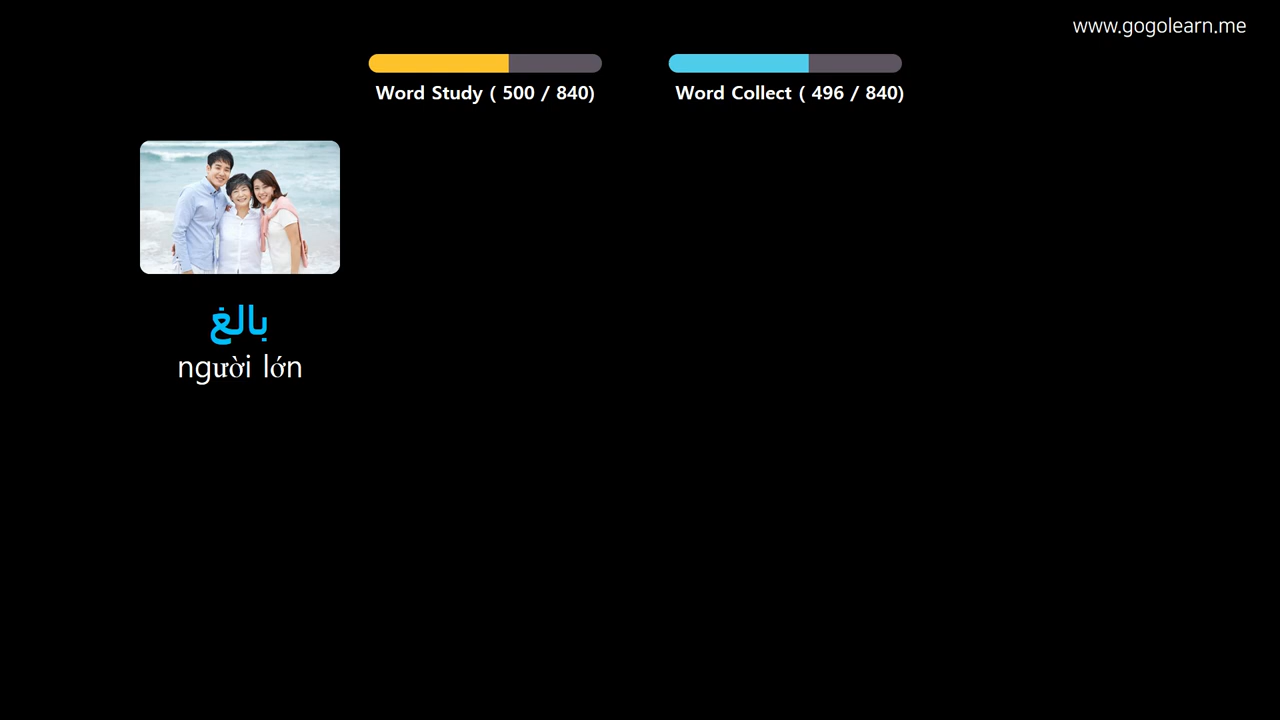 www.gogolearn.me
Word Study ( 500 / 840)
Word Collect ( 496 / 840)
بالغ
người lớn